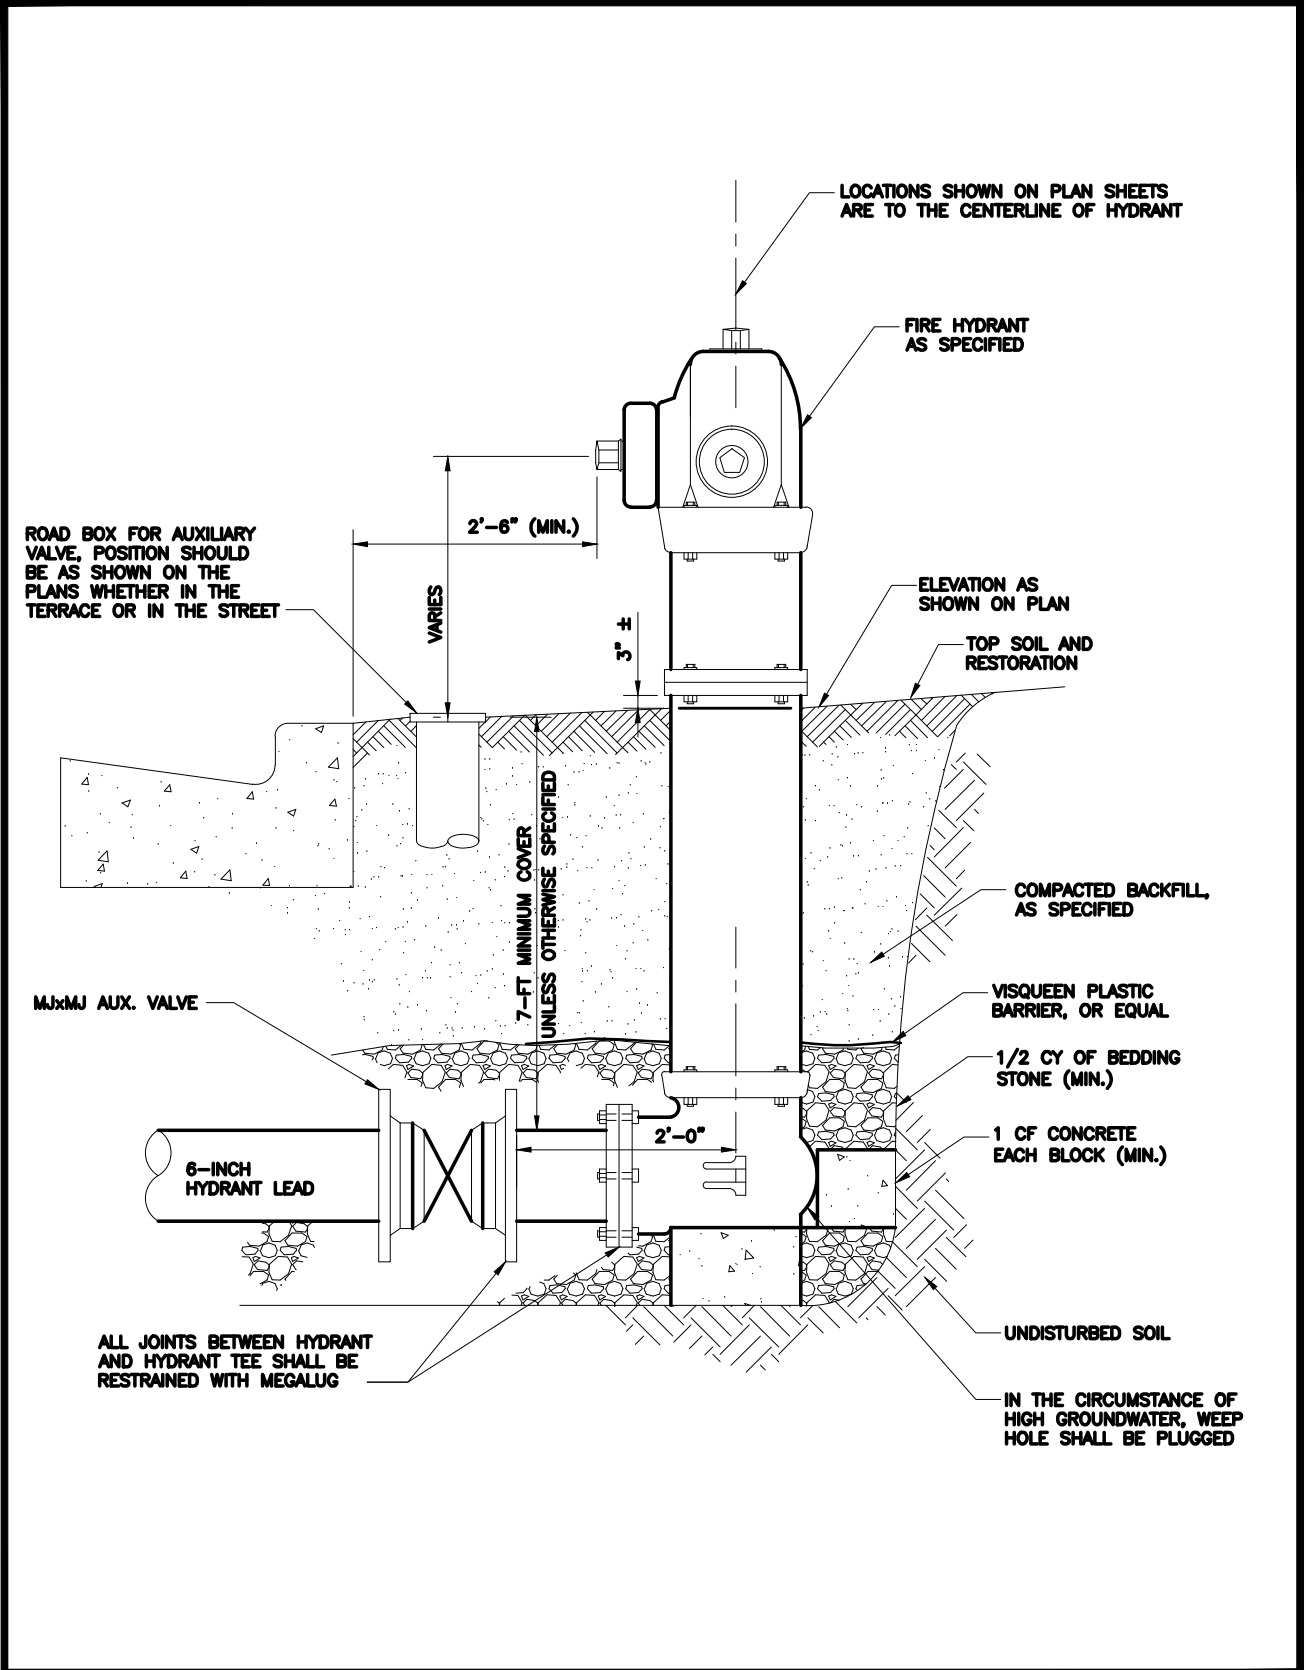 LOCATIONS SHOWN ON PLAN SHEETS
ARE TO THE CENTERLINE OF HYDRANT
FIRE HYDRANT
AS SPECIFIED
2'-6" (MIN.)
ROAD BOX FOR AUXILIARY
VALVE, POSITION SHOULD
BE AS SHOWN ON THE
PLANS WHETHER IN THE
TERRACE OR IN THE STREET
VARIES
3" ±
ELEVATION AS
SHOWN ON PLAN
TOP SOIL AND
RESTORATION
7-FT MINIMUM COVER
UNLESS OTHERWISE SPECIFIED
COMPACTED BACKFILL,
AS SPECIFIED
MJxMJ AUX. VALVE
VISQUEEN PLASTIC
BARRIER, OR EQUAL
1/2 CY OF BEDDING
STONE (MIN.)
2'-0"
1 CF CONCRETE
EACH BLOCK (MIN.)
6-INCH
HYDRANT LEAD
UNDISTURBED SOIL
ALL JOINTS BETWEEN HYDRANT
AND HYDRANT TEE SHALL BE
RESTRAINED WITH MEGALUG
IN THE CIRCUMSTANCE OF
HIGH GROUNDWATER, WEEP
HOLE SHALL BE PLUGGED